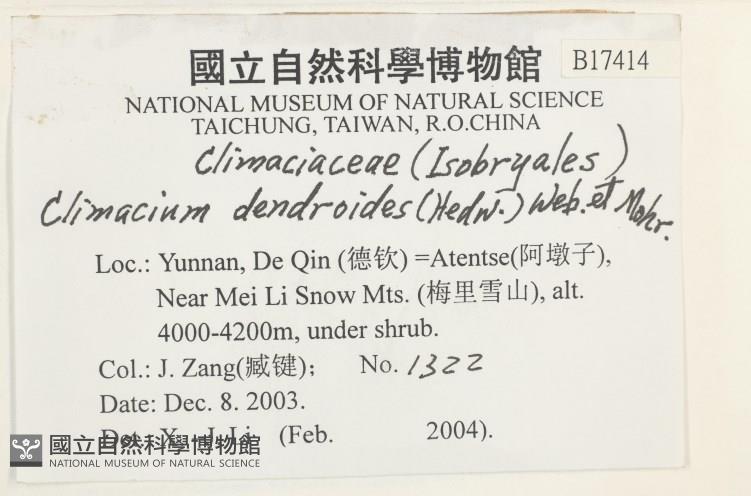 國立自然科學博物館
B17414
NATIONAL MUSEUM OF NATURAL SCIENCE
TAICHUNG, TAIWAN, R.O.CHINA
Climaciaceae (Isobryales)
Climacium dendroides (Hedw.) Web. et Mohr.
Loc.: Yunnan, De Qin (德钦) =Atentse(阿墩子),
Near Mei Li Snow Mts. (梅里雪山), alt.
4000-4200m, under shrub.
Col.: J. Zang(臧键); No. 1322
Date: Dec. 8. 2003.
Det. X. J. Li (Feb. 2004).
國立自然科學博物館
NATIONAL MUSEUM OF NATURAL SCIENCE